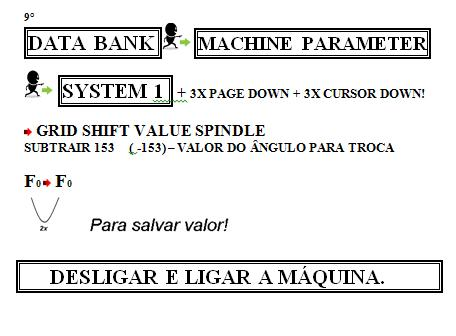 9°
DATA BANK MACHINE PARAMETER
SYSTEM 1 + 3X PAGE DOWN + 3X CURSOR DOWN!
GRID SHIFT VALUE SPINDLE
SUBTRAIR 153 ( -153) – VALOR DO ÂNGULO PARA TROCA
F0 F0
2x Para salvar valor!
DESLIGAR E LIGAR A MÁQUINA.